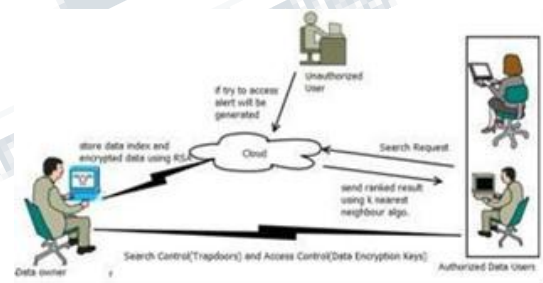 Unauthorized
User
if try to access
alert will be
generated
store data index and
encrypted data using RSA
Cloud
Search Request
send ranked result
using k nearest
neighbour algo.
Search Control(Trapdoors) and Access Control(Data Encryption Keys)
Data owner
Authorized Data Users